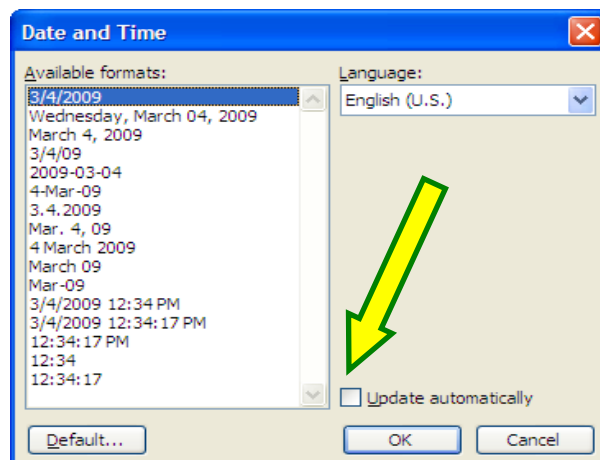 Date and Time
Available formats:
Language:
3/4/2009
English (U.S.)
Wednesday, March 04, 2009
March 4, 2009
3/4/09
2009-03-04
4-Mar-09
3.4.2009
Mar. 4, 09
4 March 2009
March 09
Mar-09
3/4/2009 12:34 PM
3/4/2009 12:34:17 PM
12:34:17 PM
12:34
12:34:17
Update automatically
Default...
OK
Cancel